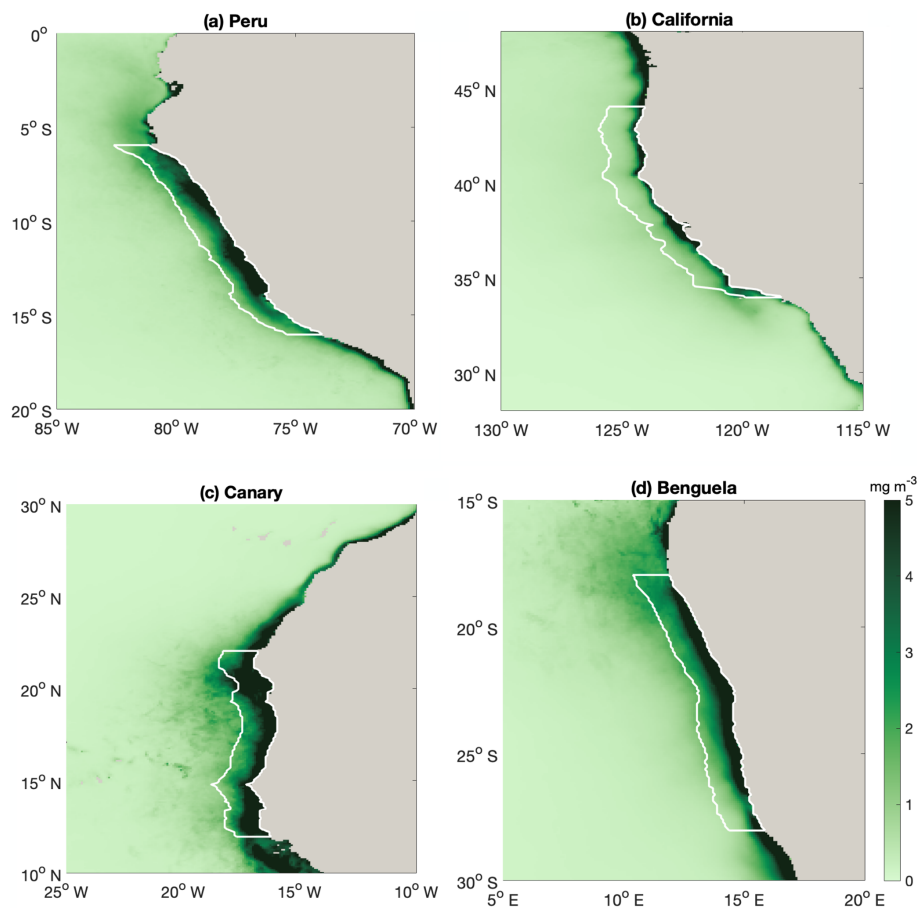 (a) Peru
0° 
5° S
10° S
15° S
20° S
85° W 80° W 75° W 70° W
(b) California
45° N
40° N
35° N
30° N
130° W 125° W 120° W 115° W
(c) Canary
30° N
25° N
20° N
15° N
10° N
25° W 20° W 15° W 10° W
(d) Benguela
15° S
20° S
25° S
30° S
5° E 10° E 15° E 20° E
mg m⁻³
5
4
3
2
1
0